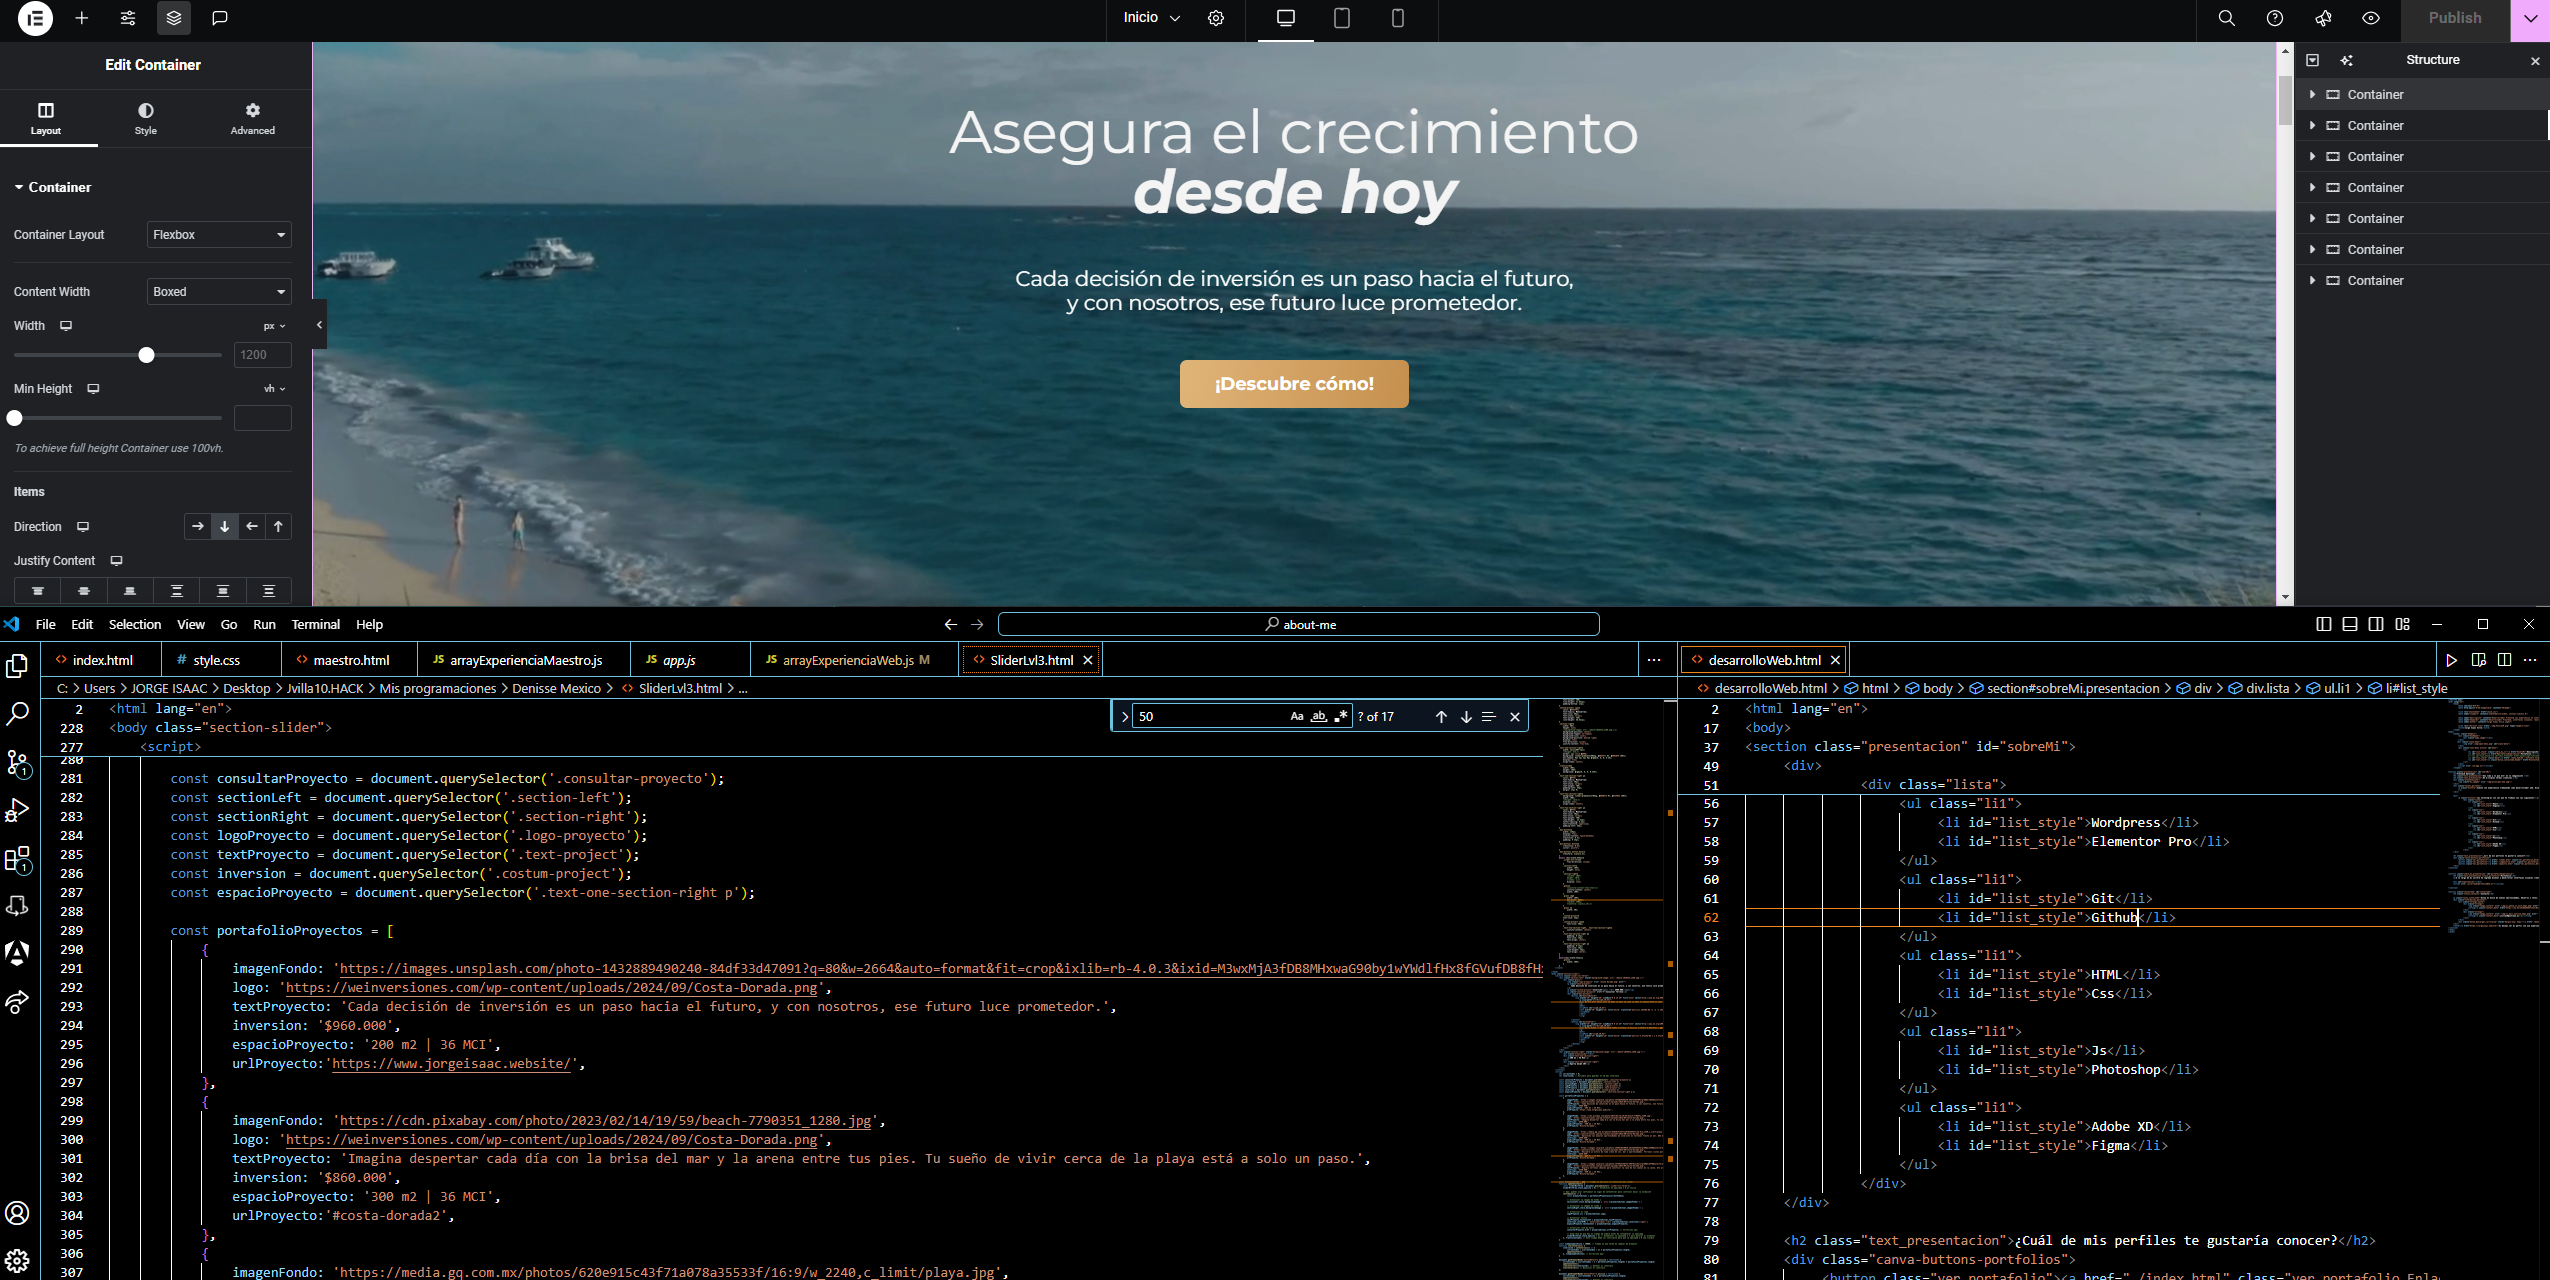 Inicio
Publish
Edit Container
Layout
Style
Advanced
Container
Container Layout
Flexbox
Content Width
Boxed
Width
px
1200
Min Height
vh
To achieve full height Container use 100vh.
Items
Direction
Justify Content
Asegura el crecimiento
desde hoy
Cada decisión de inversión es un paso hacia el futuro,
y con nosotros, ese futuro luce prometedor.
¡Descubre cómo!
Structure
Container
Container
Container
Container
Container
Container
Container
File Edit Selection View Go Run Terminal Help
about-me
index.html
# style.css
maestro.html
JS arrayExperienciaMaestro.js
JS app.js
JS arrayExperienciaWeb.js M
SliderLvl3.html
C: > Users > JORGE ISAAC > Desktop > Jvilla10.HACK > Mis programaciones > Denisse Mexico > SliderLvl3.html > ...
50
Aa ab ? of 17
2 <html lang="en">
228 <body class="section-slider">
277 <script>
280
281 const consultarProyecto = document.querySelector('.consultar-proyecto');
282 const sectionLeft = document.querySelector('.section-left');
283 const sectionRight = document.querySelector('.section-right');
284 const logoProyecto = document.querySelector('.logo-proyecto');
285 const textProyecto = document.querySelector('.text-project');
286 const inversion = document.querySelector('.costum-project');
287 const espacioProyecto = document.querySelector('.text-one-section-right p');
288
289 const portafolioProyectos = [
290 {
291 imagenFondo: 'https://images.unsplash.com/photo-1432889490240-84df33d47091?q=80&w=2664&auto=format&fit=crop&ixlib=rb-4.0.3&ixid=M3wxMjA3fDB8MHxwaG90by1wYWdlfHx8fGVufDB8fHx
292 logo: 'https://weinversiones.com/wp-content/uploads/2024/09/Costa-Dorada.png',
293 textProyecto: 'Cada decisión de inversión es un paso hacia el futuro, y con nosotros, ese futuro luce prometedor.',
294 inversion: '$960.000',
295 espacioProyecto: '200 m2 | 36 MCI',
296 urlProyecto:'https://www.jorgeisaac.website/',
297 },
298 {
299 imagenFondo: 'https://cdn.pixabay.com/photo/2023/02/14/19/59/beach-7790351_1280.jpg',
300 logo: 'https://weinversiones.com/wp-content/uploads/2024/09/Costa-Dorada.png',
301 textProyecto: 'Imagina despertar cada día con la brisa del mar y la arena entre tus pies. Tu sueño de vivir cerca de la playa está a solo un paso.',
302 inversion: '$860.000',
303 espacioProyecto: '300 m2 | 36 MCI',
304 urlProyecto:'#costa-dorada2',
305 },
306 {
307 imagenFondo: 'https://media.gq.com.mx/photos/620e915c43f71a078a35533f/16:9/w_2240,c_limit/playa.jpg',
1
1
desarrolloWeb.html
desarrolloWeb.html > html > body > section#sobreMi.presentacion > div > div.lista > ul.li1 > li#list_style
2 <html lang="en">
17 <body>
37 <section class="presentacion" id="sobreMi">
49 <div>
51 <div class="lista">
56 <ul class="li1">
57 <li id="list_style">Wordpress</li>
58 <li id="list_style">Elementor Pro</li>
59 </ul>
60 <ul class="li1">
61 <li id="list_style">Git</li>
62 <li id="list_style">Github</li>
63 </ul>
64 <ul class="li1">
65 <li id="list_style">HTML</li>
66 <li id="list_style">Css</li>
67 </ul>
68 <ul class="li1">
69 <li id="list_style">Js</li>
70 <li id="list_style">Photoshop</li>
71 </ul>
72 <ul class="li1">
73 <li id="list_style">Adobe XD</li>
74 <li id="list_style">Figma</li>
75 </ul>
76 </div>
77 </div>
78
79 <h2 class="text_presentacion">¿Cuál de mis perfiles te gustaría conocer?</h2>
80 <div class="canva-buttons-portfolios">
81 <button class="ver_portafolio"><a href="./index.html" class="ver_portafolio_Enla